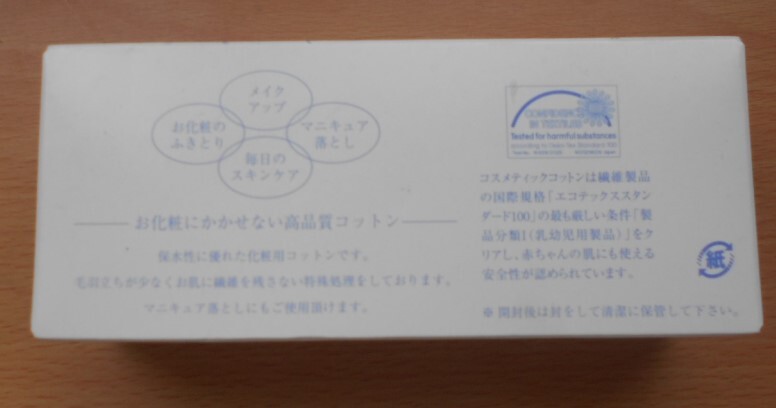 メイク
アップ
お化粧の
ふきとり
マニキュア
落とし
毎日の
スキンケア
お化粧にかかせない高品質コットン
保水性に優れた化粧用コットンです。
毛羽立ちが少なくお肌に繊維を残さない特殊処理をしております。
マニキュア落としにもご使用頂けます。
CONFIDENCE
IN TEXTILES
Tested for harmful substances
according to Oeko-Tex Standard 100
コスメティックコットンは繊維製品
の国際規格「エコテックススタン
ダード100」の最も厳しい条件「製
品分類I(乳幼児用製品)」をク
リアし、赤ちゃんの肌にも使える
安全性が認められています。
紙
※開封後は封をして清潔に保管して下さい。